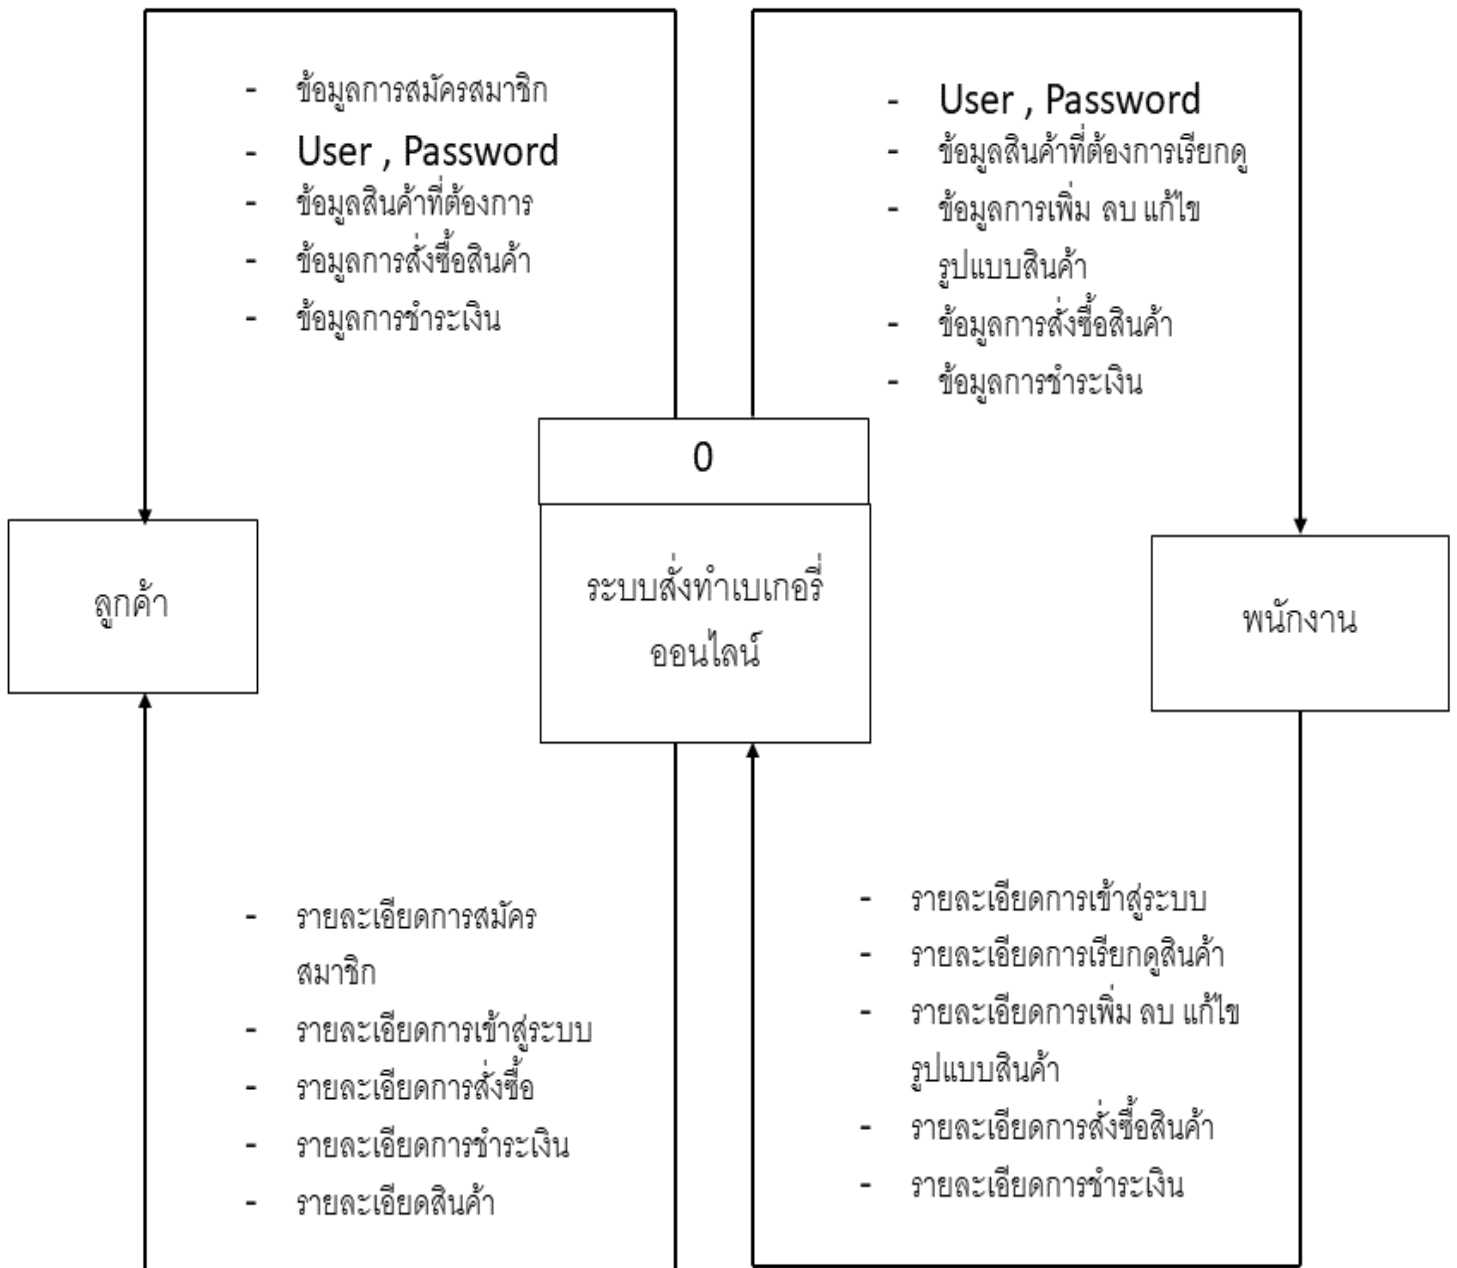 - ข้อมูลการสมัครสมาชิก
- User , Password
- ข้อมูลสินค้าที่ต้องการ
- ข้อมูลการสั่งซื้อสินค้า
- ข้อมูลการชำระเงิน
- User , Password
- ข้อมูลสินค้าที่ต้องการเรียกดู
- ข้อมูลการเพิ่ม ลบ แก้ไข
รูปแบบสินค้า
- ข้อมูลการสั่งซื้อสินค้า
- ข้อมูลการชำระเงิน
0
ลูกค้า
ระบบสั่งทำเบเกอรี่
ออนไลน์
พนักงาน
- รายละเอียดการสมัคร
สมาชิก
- รายละเอียดการเข้าสู่ระบบ
- รายละเอียดการสั่งซื้อ
- รายละเอียดการชำระเงิน
- รายละเอียดสินค้า
- รายละเอียดการเข้าสู่ระบบ
- รายละเอียดการเรียกดูสินค้า
- รายละเอียดการเพิ่ม ลบ แก้ไข
รูปแบบสินค้า
- รายละเอียดการสั่งซื้อสินค้า
- รายละเอียดการชำระเงิน